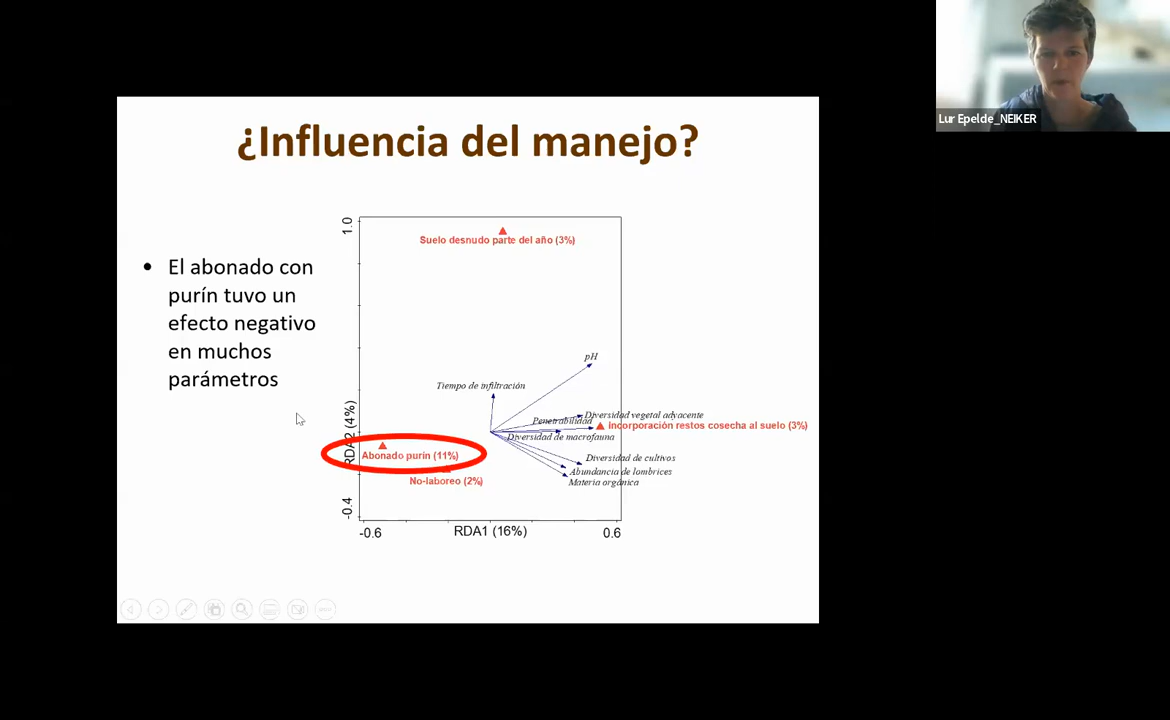 Lur Epelde_NEIKER
¿Influencia del manejo?
• El abonado con
purín tuvo un
efecto negativo
en muchos
parámetros
1.0
Suelo desnudo parte del año (3%)
pH
Tiempo de infiltración
Diversidad vegetal adyacente
Penetrabilidad
incorporación restos cosecha al suelo (3%)
Diversidad de macrofauna
RDA2 (4%)
Abonado purín (11%)
Diversidad de cultivos
Abundancia de lombrices
No-laboreo (2%)
Materia orgánica
-0.4
-0.6
RDA1 (16%)
0.6